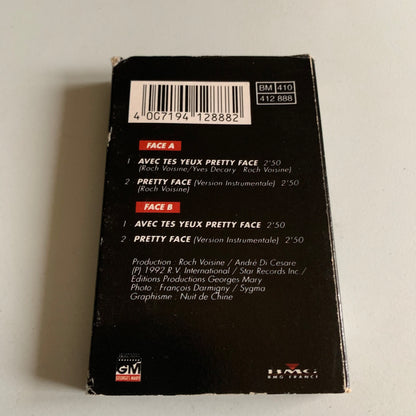 BM 410
412 888
4 007194 128882
FACE A
1 AVEC TES YEUX PRETTY FACE 2'50
(Roch Voisine/Yves Decary Roch Voisine)
2 PRETTY FACE (Version Instrumentale) 2'50
(Roch Voisine)
FACE B
1 AVEC TES YEUX PRETTY FACE 2'50
2 PRETTY FACE (Version Instrumentale) 2'50
Production : Roch Voisine / André Di Cesare
(P) 1992 R.V. International / Star Records Inc./
Editions Productions Georges Mary
Photo : François Darmigny / Sygma
Graphisme : Nuit de Chine
GM
GEORGES MARY
BMG
BMG FRANCE